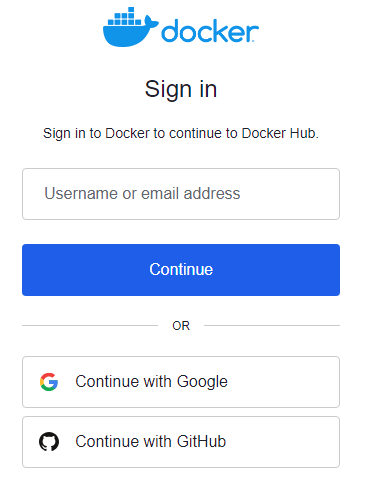 docker
Sign in
Sign in to Docker to continue to Docker Hub.
Username or email address
Continue
OR
Continue with Google
Continue with GitHub